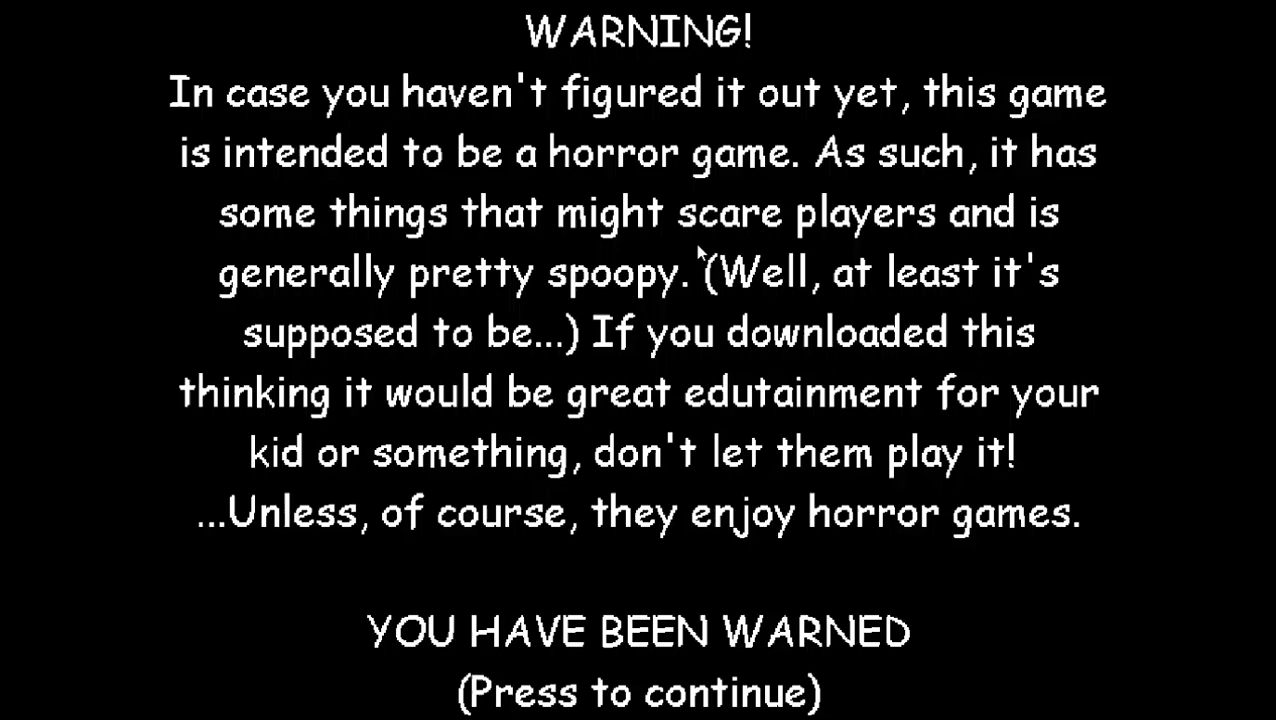 WARNING!
In case you haven't figured it out yet, this game
is intended to be a horror game. As such, it has
some things that might scare players and is
generally pretty spoopy. (Well, at least it's
supposed to be...) If you downloaded this
thinking it would be great edutainment for your
kid or something, don't let them play it!
...Unless, of course, they enjoy horror games.
YOU HAVE BEEN WARNED
(Press to continue)